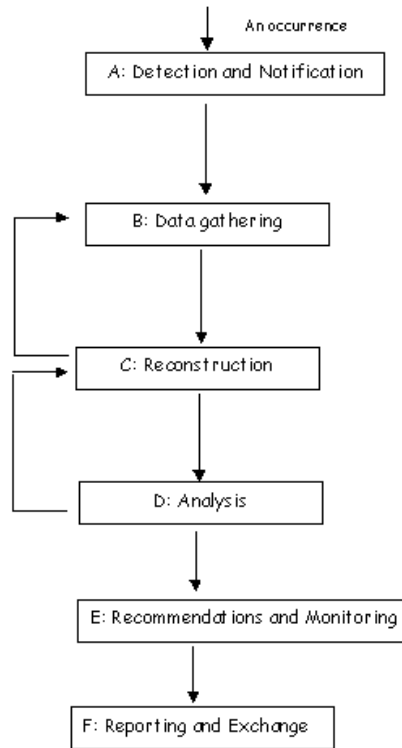 An occurrence
A: Detection and Notification
B: Data gathering
C: Reconstruction
D: Analysis
E: Recommendations and Monitoring
F: Reporting and Exchange